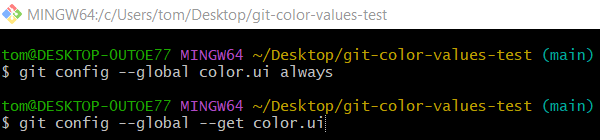 MINGW64:/c/Users/tom/Desktop/git-color-values-test
tom@DESKTOP-OUTOE77 MINGW64 ~/Desktop/git-color-values-test (main)
$ git config --global color.ui always
tom@DESKTOP-OUTOE77 MINGW64 ~/Desktop/git-color-values-test (main)
$ git config --global --get color.ui